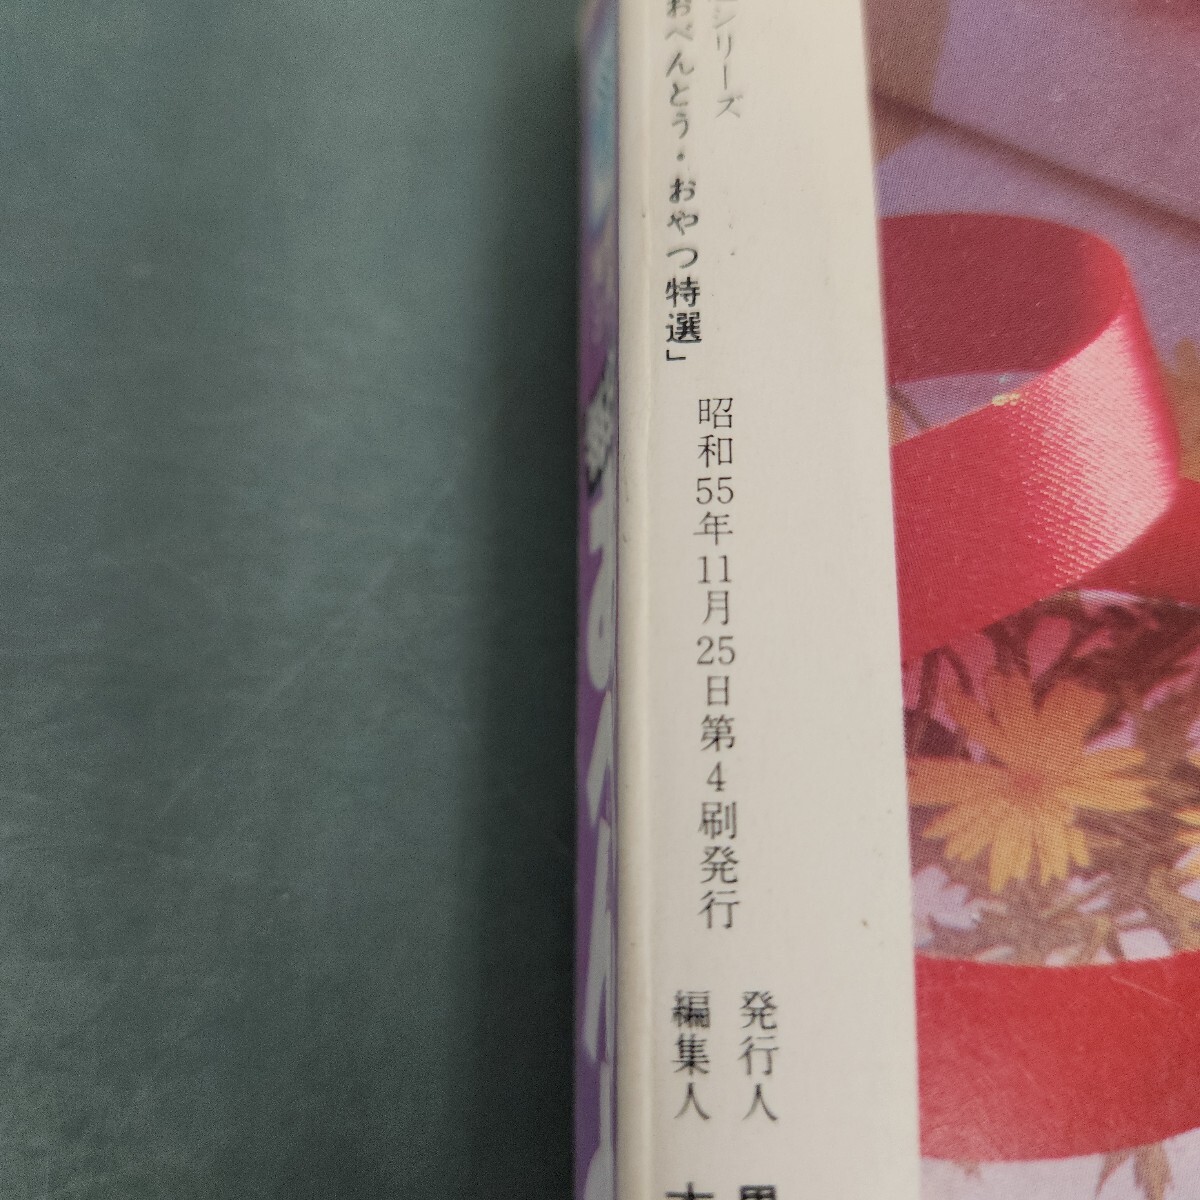 シリーズ
おべんとう・おやつ特選」
昭和55年11月25日第4刷発行
発行人
編集人